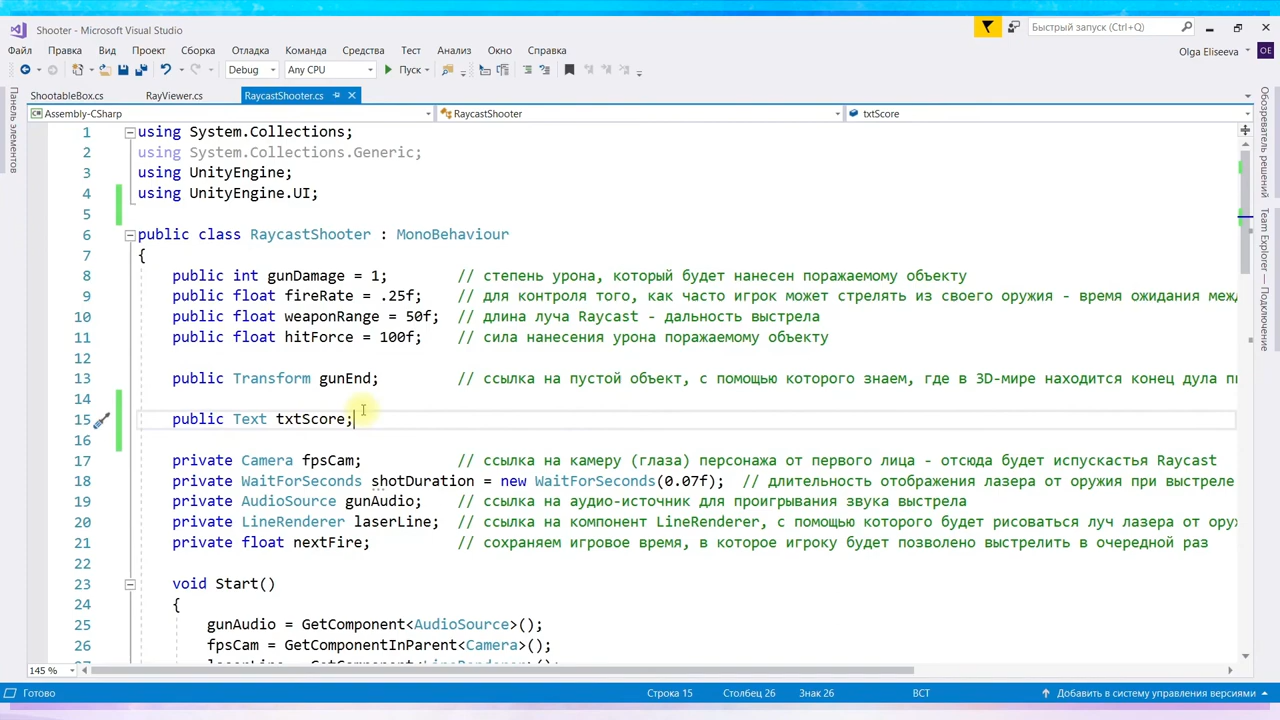 Shooter - Microsoft Visual Studio
Быстрый запуск (Ctrl+Q)
Файл Правка Вид Проект Сборка Отладка Команда Средства Тест Анализ Окно Справка
Olga Eliseeva OE
Debug Any CPU Пуск
ShootableBox.cs RayViewer.cs RaycastShooter.cs
Assembly-CSharp RaycastShooter txtScore
Панель элементов
1 using System.Collections;
2 using System.Collections.Generic;
3 using UnityEngine;
4 using UnityEngine.UI;
5
6 public class RaycastShooter : MonoBehaviour
7 {
8 public int gunDamage = 1; // степень урона, который будет нанесен поражаемому объекту
9 public float fireRate = .25f; // для контроля того, как часто игрок может стрелять из своего оружия - время ожидания меж
10 public float weaponRange = 50f; // длина луча Raycast - дальность выстрела
11 public float hitForce = 100f; // сила нанесения урона поражаемому объекту
12
13 public Transform gunEnd; // ссылка на пустой объект, с помощью которого знаем, где в 3D-мире находится конец дула пи
14
15 public Text txtScore;
16
17 private Camera fpsCam; // ссылка на камеру (глаза) персонажа от первого лица - отсюда будет испускастья Raycast
18 private WaitForSeconds shotDuration = new WaitForSeconds(0.07f); // длительность отображения лазера от оружия при выстреле
19 private AudioSource gunAudio; // ссылка на аудио-источник для проигрывания звука выстрела
20 private LineRenderer laserLine; // ссылка на компонент LineRenderer, с помощью которого будет рисоваться луч лазера от оруж
21 private float nextFire; // сохраняем игровое время, в которое игроку будет позволено выстрелить в очередной раз
22
23 void Start()
24 {
25 gunAudio = GetComponent<AudioSource>();
26 fpsCam = GetComponentInParent<Camera>();
Обозреватель решений
Team Explorer – Подключение
145 %
Готово Строка 15 Столбец 26 Знак 26 ВСТ Добавить в систему управления версиями